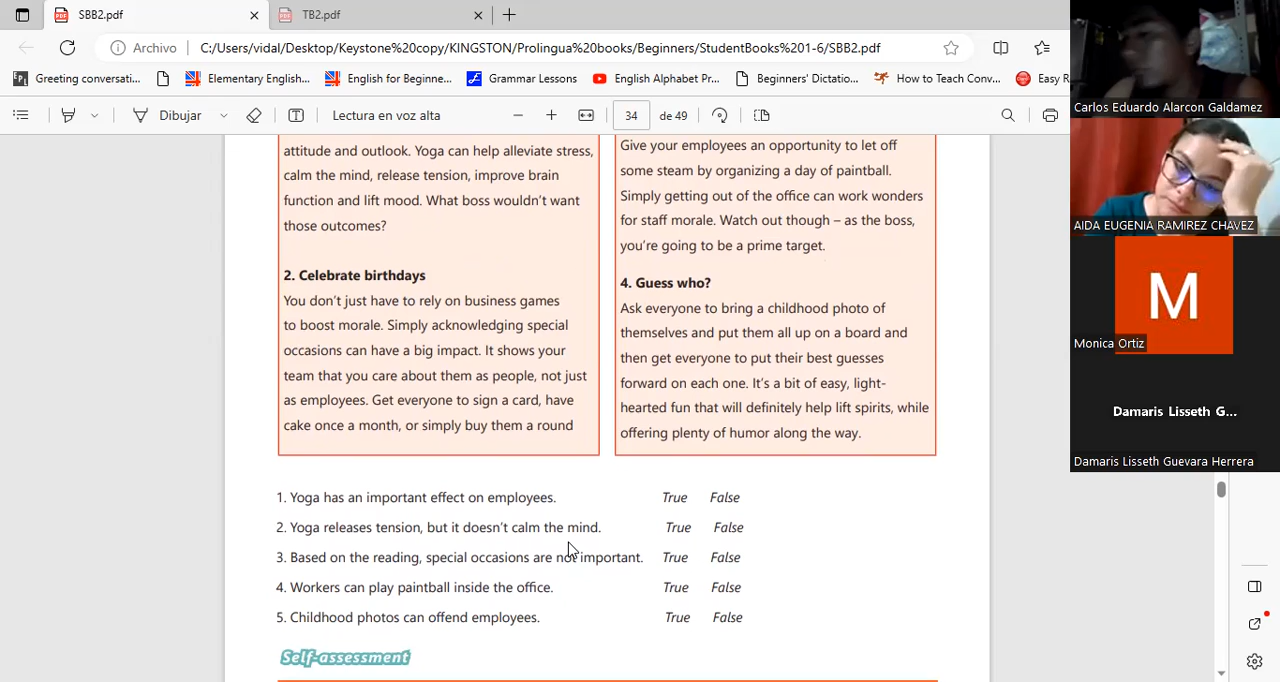 SBB2.pdf
TB2.pdf
Archivo
C:/Users/vidal/Desktop/Keystone%20copy/KINGSTON/Prolingua%20books/Beginners/StudentBooks%201-6/SBB2.pdf
Greeting conversati...
Elementary English...
English for Beginne...
Grammar Lessons
English Alphabet Pr...
Beginners' Dictatio...
How to Teach Conv...
Easy R
Dibujar
Lectura en voz alta
34
de 49
attitude and outlook. Yoga can help alleviate stress,
calm the mind, release tension, improve brain
function and lift mood. What boss wouldn't want
those outcomes?
2. Celebrate birthdays
You don't just have to rely on business games
to boost morale. Simply acknowledging special
occasions can have a big impact. It shows your
team that you care about them as people, not just
as employees. Get everyone to sign a card, have
cake once a month, or simply buy them a round
Give your employees an opportunity to let off
some steam by organizing a day of paintball.
Simply getting out of the office can work wonders
for staff morale. Watch out though – as the boss,
you're going to be a prime target.
4. Guess who?
Ask everyone to bring a childhood photo of
themselves and put them all up on a board and
then get everyone to put their best guesses
forward on each one. It's a bit of easy, light-
hearted fun that will definitely help lift spirits, while
offering plenty of humor along the way.
1. Yoga has an important effect on employees. True False
2. Yoga releases tension, but it doesn't calm the mind. True False
3. Based on the reading, special occasions are not important. True False
4. Workers can play paintball inside the office. True False
5. Childhood photos can offend employees. True False
Self-assessment
Carlos Eduardo Alarcon Galdamez
AIDA EUGENIA RAMIREZ CHAVEZ
M
Monica Ortiz
Damaris Lisseth G...
Damaris Lisseth Guevara Herrera